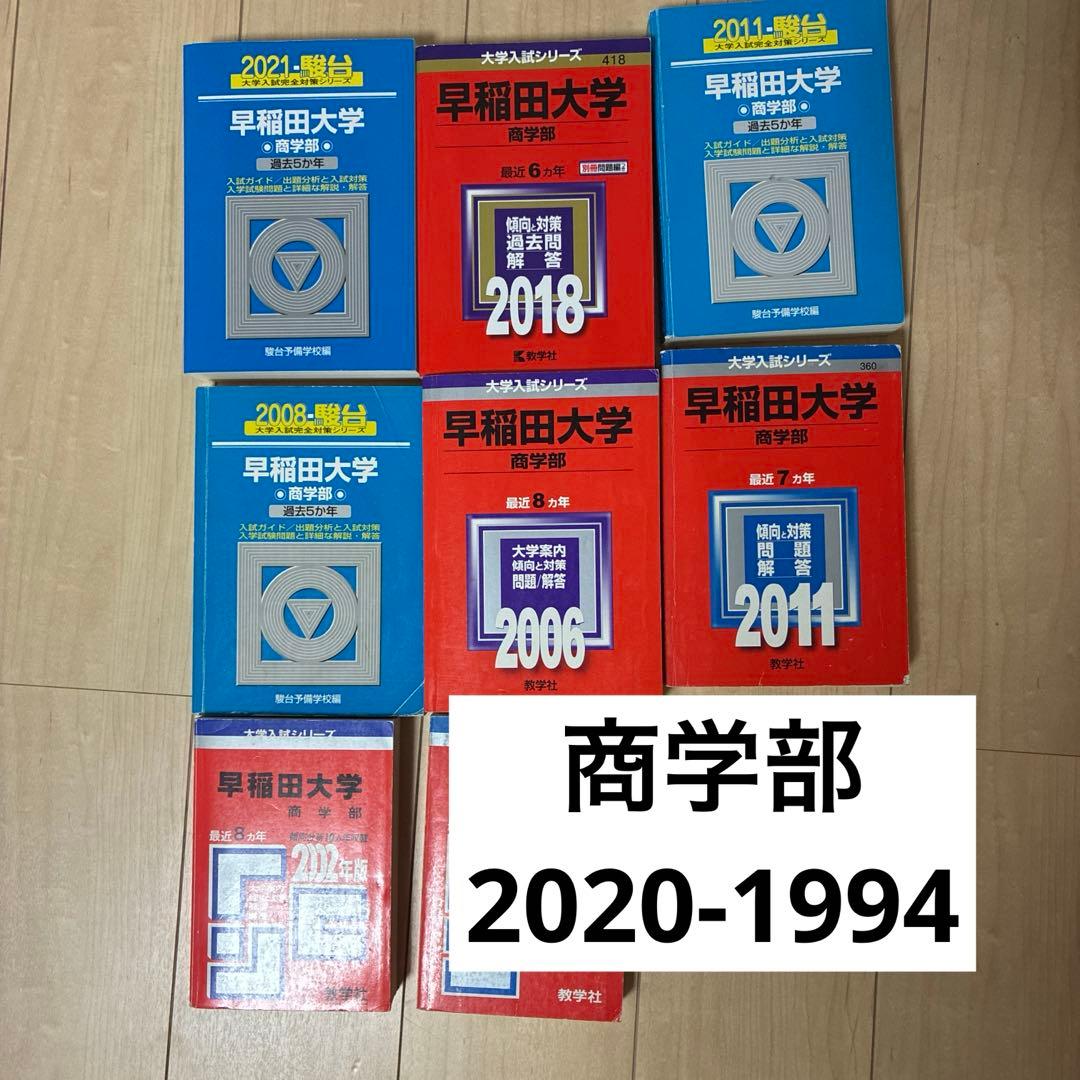 2021-駿台
大学入試完全対策シリーズ
早稲田大学
商学部
過去5か年
入試ガイド/出題分析と入試対策
入学試験問題と詳細な解説・解答
駿台予備学校編
大学入試シリーズ
418
早稲田大学
商学部
最近6カ年
別冊問題編
傾向と対策
過去問
解答
2018
教学社
2011-駿台
大学入試完全対策シリーズ
早稲田大学
商学部
過去5か年
入試ガイド/出題分析と入試対策
入学試験問題と詳細な解説・解答
駿台予備学校編
2008-駿台
大学入試完全対策シリーズ
早稲田大学
商学部
過去5か年
入試ガイド/出題分析と入試対策
入学試験問題と詳細な解説・解答
駿台予備学校編
大学入試シリーズ
早稲田大学
商学部
最近8カ年
大学案内
傾向と対策
問題/解答
2006
教学社
大学入試シリーズ
360
早稲田大学
商学部
最近7カ年
傾向と対策
問題
解答
2011
教学社
大学入試シリーズ
早稲田大学
商学部
最近8カ年
2002年版
教学社
教学社
商学部
2020-1994